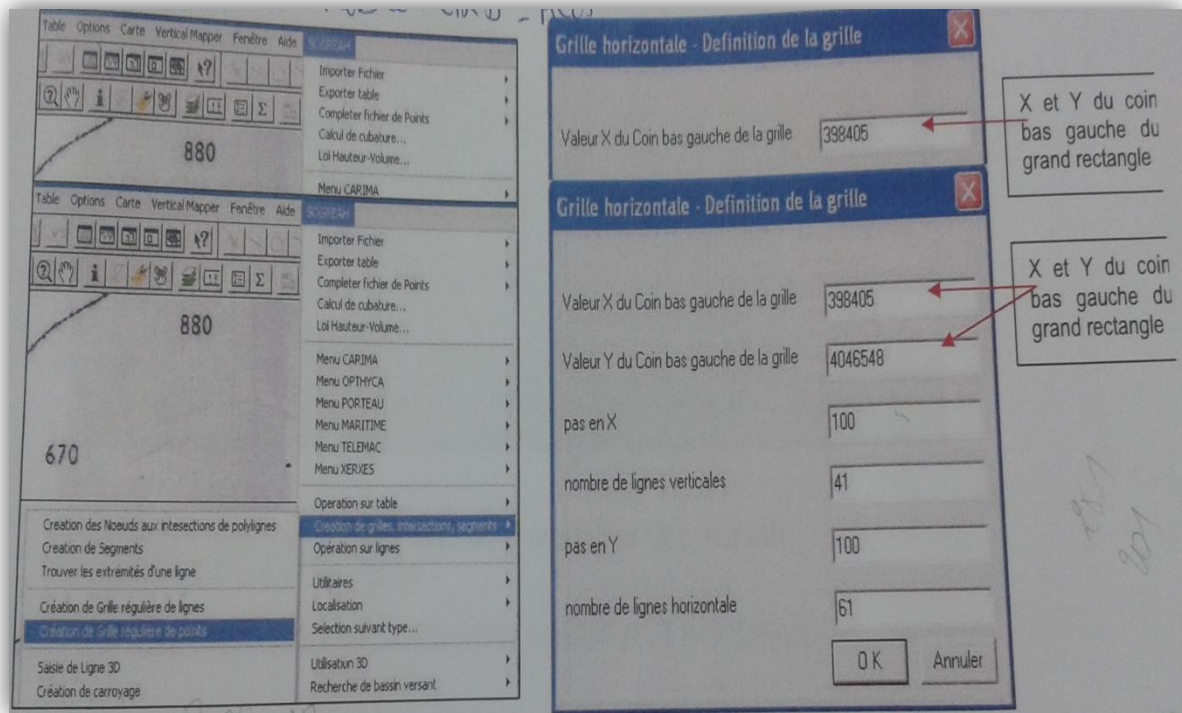 Table Options Carte Vertical Mapper Fenêtre Aide SOGREAH
Importer Fichier
Exporter table
Completer fichier de Points
Calcul de cubature...
Loi Hauteur-Volume...
Menu CARIMA
880
Table Options Carte Vertical Mapper Fenêtre Aide SOGREAH
Importer Fichier
Exporter table
Completer fichier de Points
Calcul de cubature...
Loi Hauteur-Volume...
Menu CARIMA
Menu OPTHYCA
Menu PORTEAU
Menu MARITIME
Menu TELEMAC
Menu XERXES
Operation sur table
Creation de grilles, intersections, segments
Opération sur lignes
Utilitaires
Localisation
Selection suivant type...
Utilisation 3D
Recherche de bassin versant
880
670
Creation des Noeuds aux intesections de polylignes
Creation de Segments
Trouver les extrémités d'une ligne
Création de Grille régulière de lignes
Création de Grille régulière de points
Saisie de Ligne 3D
Création de carroyage
Grille horizontale - Definition de la grille
Valeur X du Coin bas gauche de la grille 398405
X et Y du coin
bas gauche du
grand rectangle
Grille horizontale - Definition de la grille
Valeur X du Coin bas gauche de la grille 398405
Valeur Y du Coin bas gauche de la grille 4046548
pas en X 100
nombre de lignes verticales 41
pas en Y 100
nombre de lignes horizontale 61
OK Annuler
X et Y du coin
bas gauche du
grand rectangle